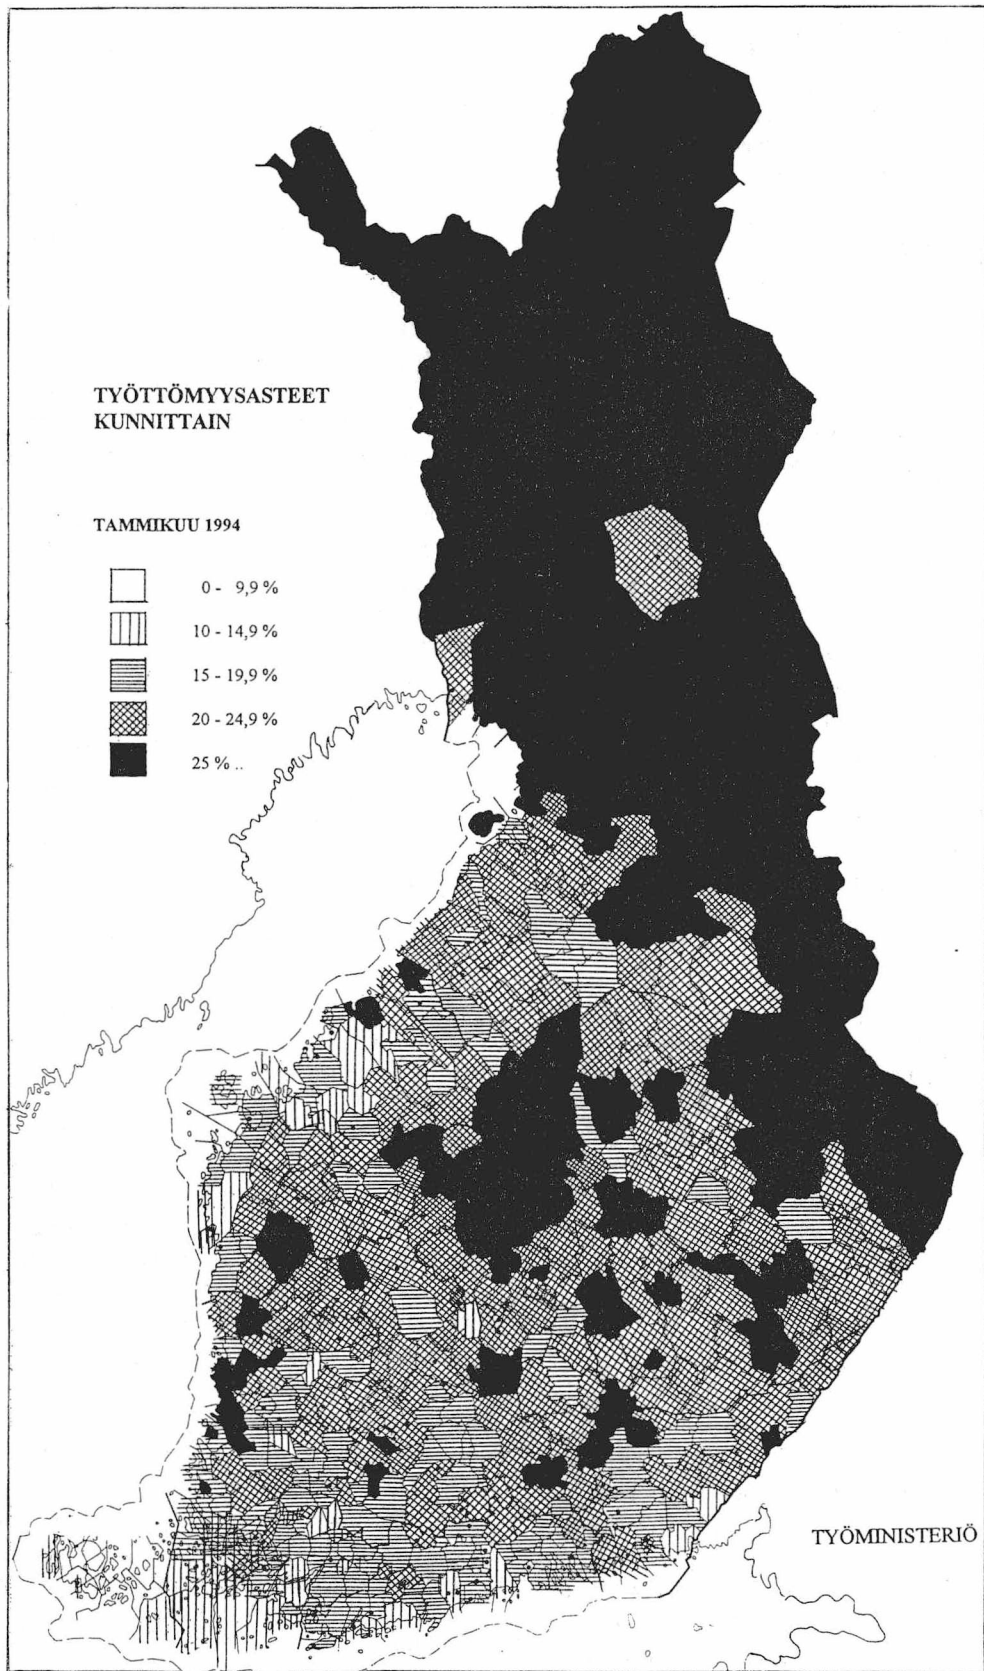 TYÖTTÖMYYSASTEET
KUNNITTAIN
TAMMIKUU 1994
0 - 9,9 %
10 - 14,9 %
15 - 19,9 %
20 - 24,9 %
25 % ..
TYÖMINISTERIÖ